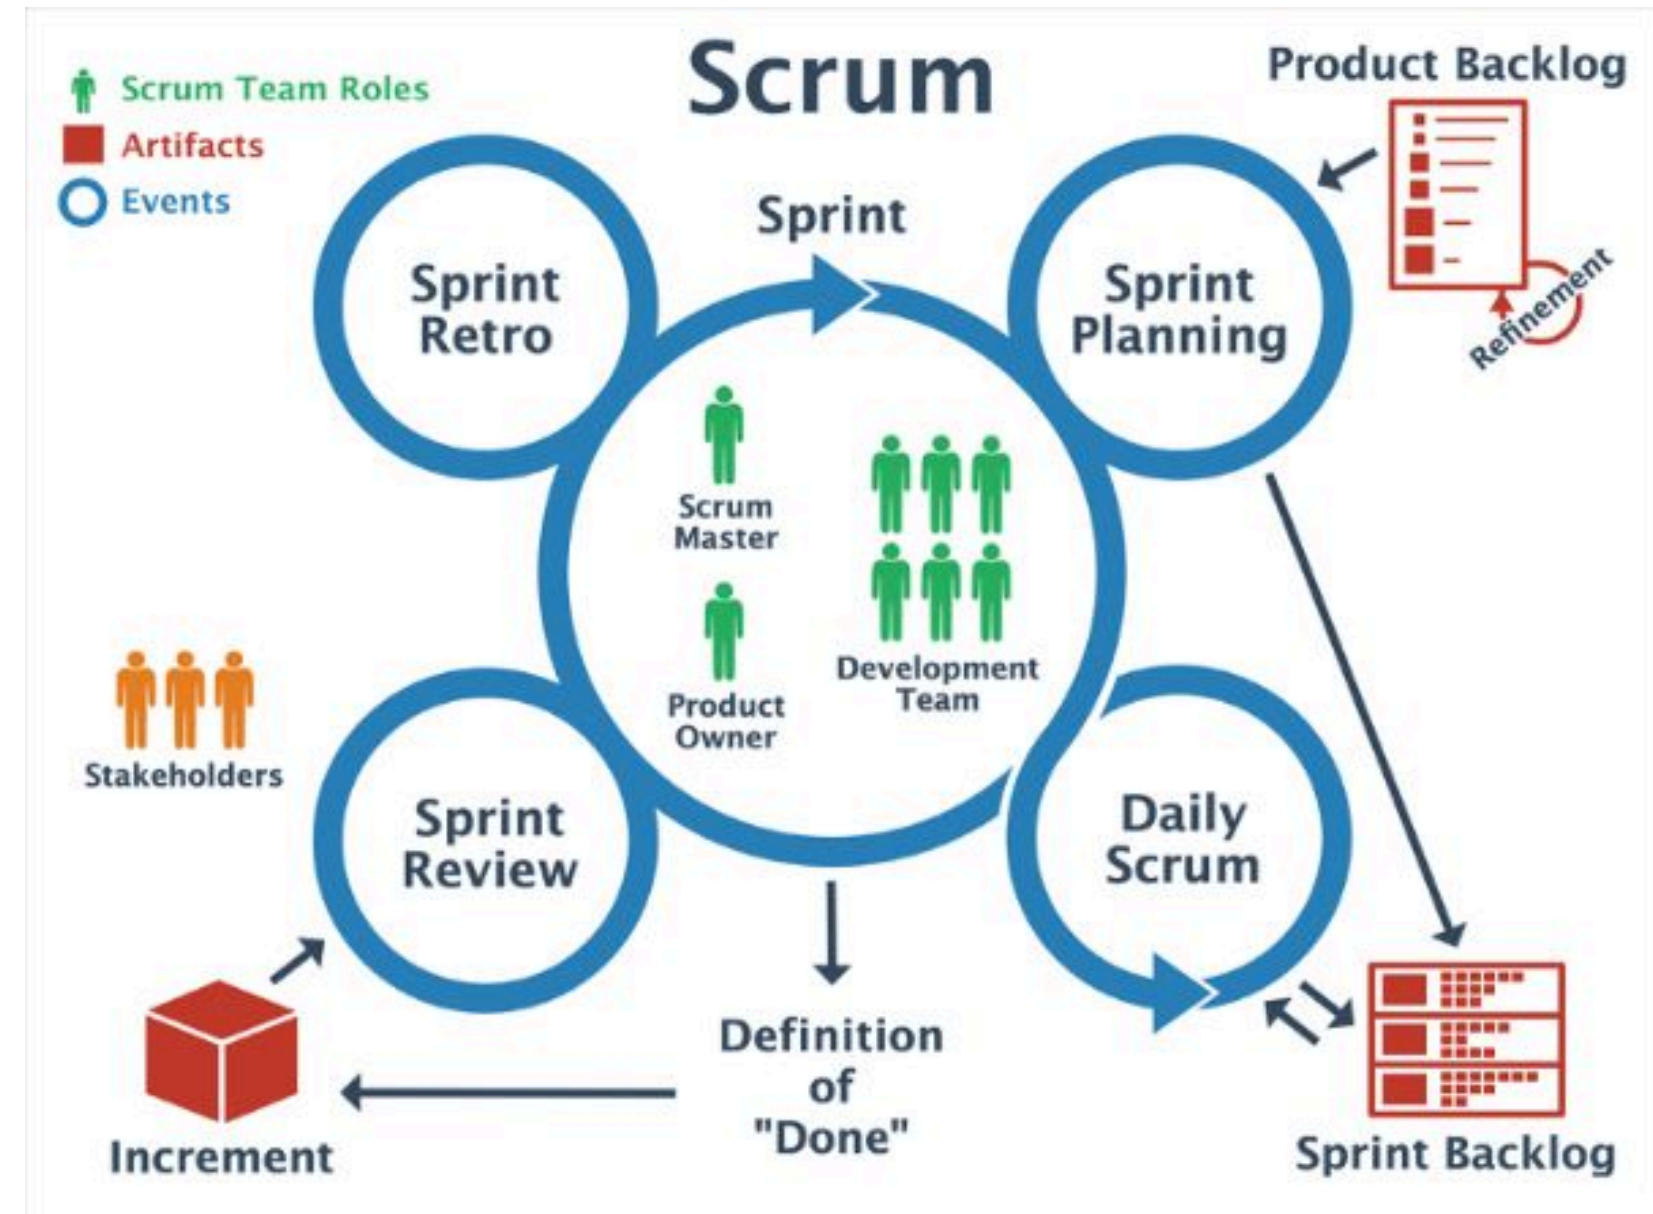 Scrum
Scrum Team Roles
Artifacts
Events
Product Backlog
Refinement
Sprint
Sprint
Retro
Sprint
Planning
Scrum
Master
Product
Owner
Development
Team
Stakeholders
Sprint
Review
Daily
Scrum
Definition
of
"Done"
Increment
Sprint Backlog